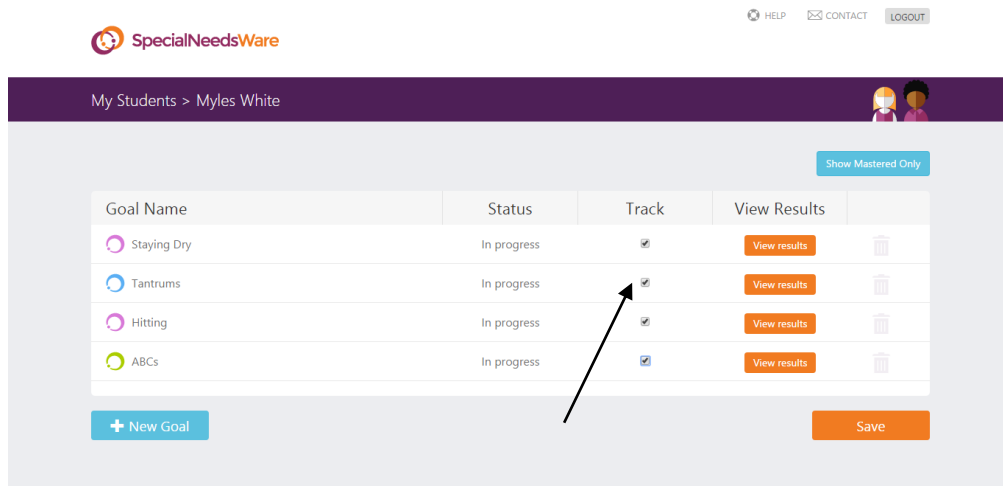 HELP CONTACT LOGOUT
SpecialNeedsWare
My Students > Myles White
Show Mastered Only
Goal Name Status Track View Results
Staying Dry In progress View results
Tantrums In progress View results
Hitting In progress View results
ABCs In progress View results
+ New Goal Save